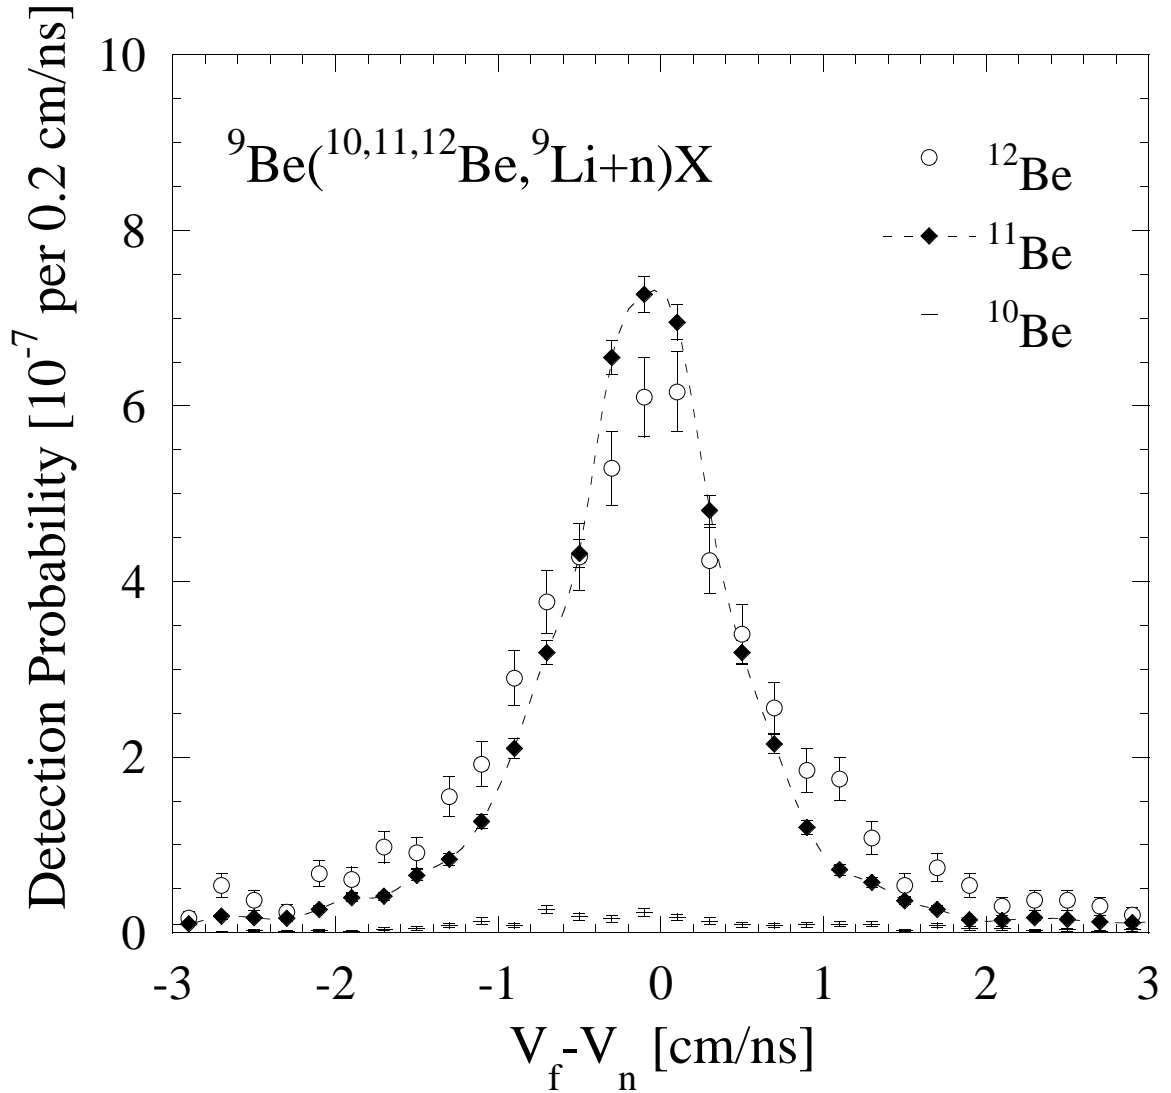 Detection Probability [10⁻⁷ per 0.2 cm/ns]
10
8
6
4
2
0
⁹Be(¹⁰,¹¹,¹²Be,⁹Li+n)X
¹²Be
¹¹Be
¹⁰Be
-3 -2 -1 0 1 2 3
V_f-V_n [cm/ns]